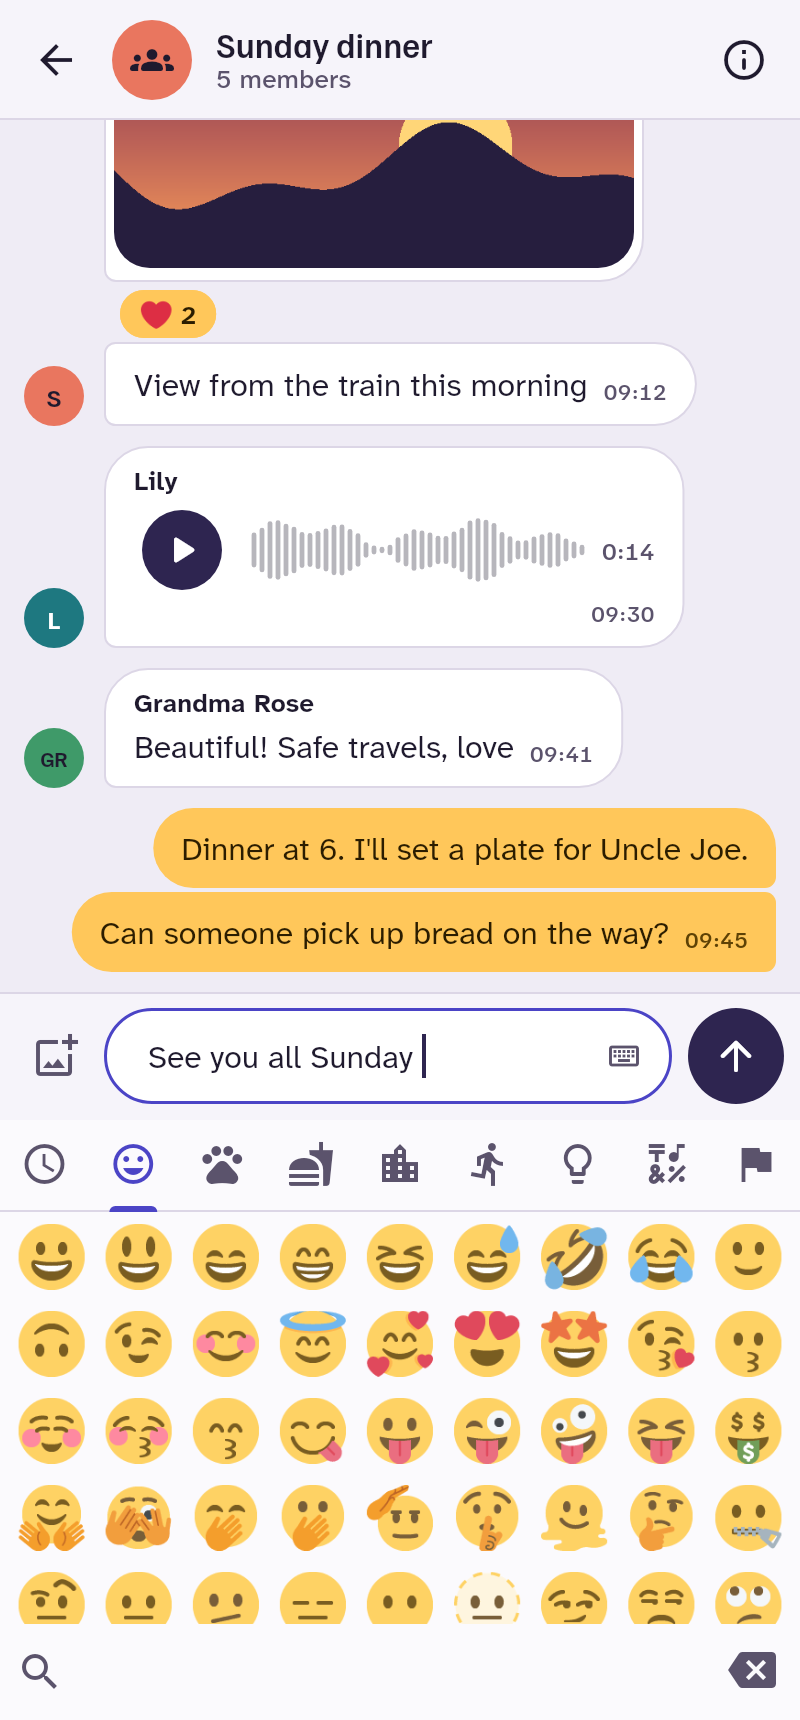 Sunday dinner
5 members
2
View from the train this morning 09:12
S
Lily
0:14
09:30
L
Grandma Rose
Beautiful! Safe travels, love 09:41
GR
Dinner at 6. I'll set a plate for Uncle Joe.
Can someone pick up bread on the way? 09:45
See you all Sunday